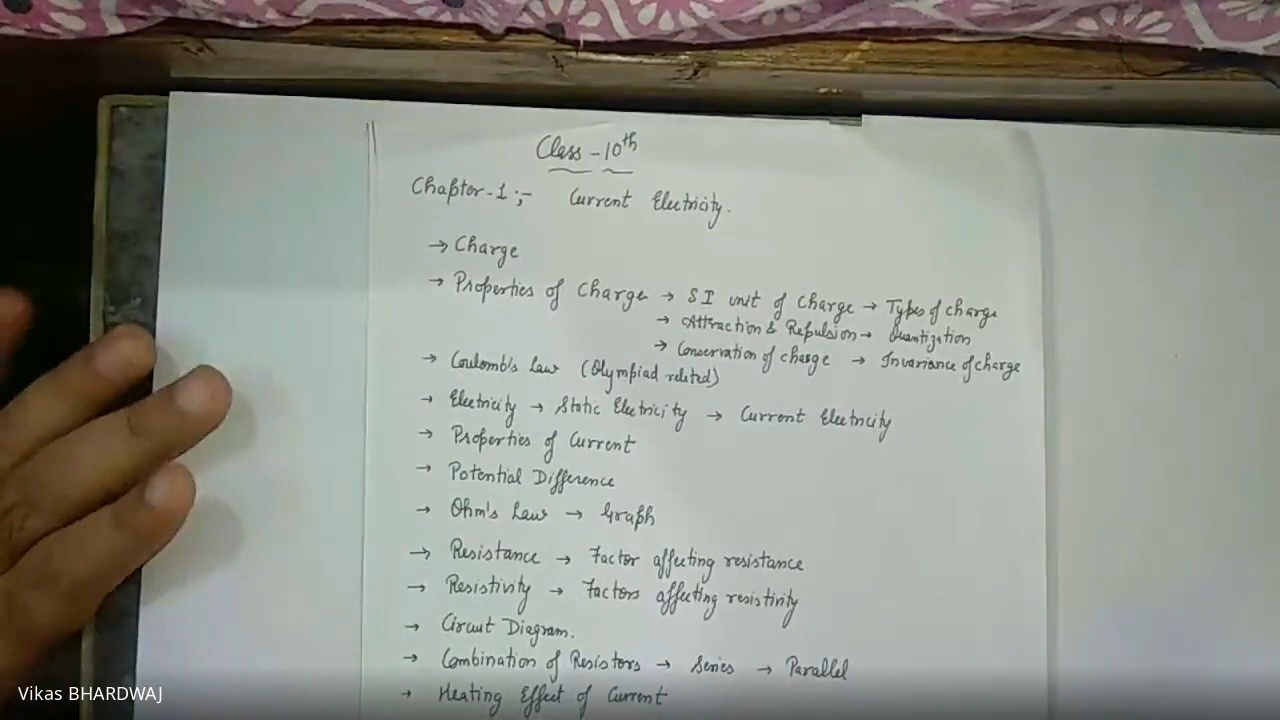 Class - 10th
Chapter-1 :- Current Electricity.
→ Charge
→ Properties of Charge → SI unit of Charge → Types of charge
→ Attraction & Repulsion → Quantization
→ Conservation of charge → Invariance of charge
→ Coulomb's Law (Olympiad related)
→ Electricity → Static Electricity → Current Electricity
→ Properties of Current
→ Potential Difference
→ Ohm's Law → Graph
→ Resistance → Factor affecting resistance
→ Resistivity → Factors affecting resistivity
→ Circuit Diagram.
→ Combination of Resistors → Series → Parallel
→ Heating Effect of Current
Vikas BHARDWAJ